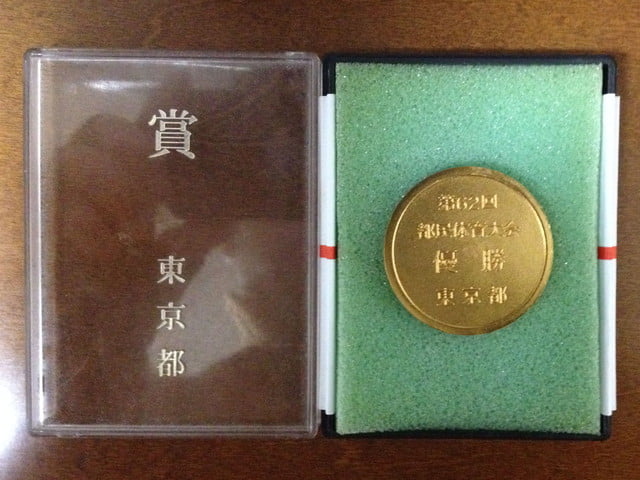 賞
東京都
第62回
都民体育大会
優勝
東京都